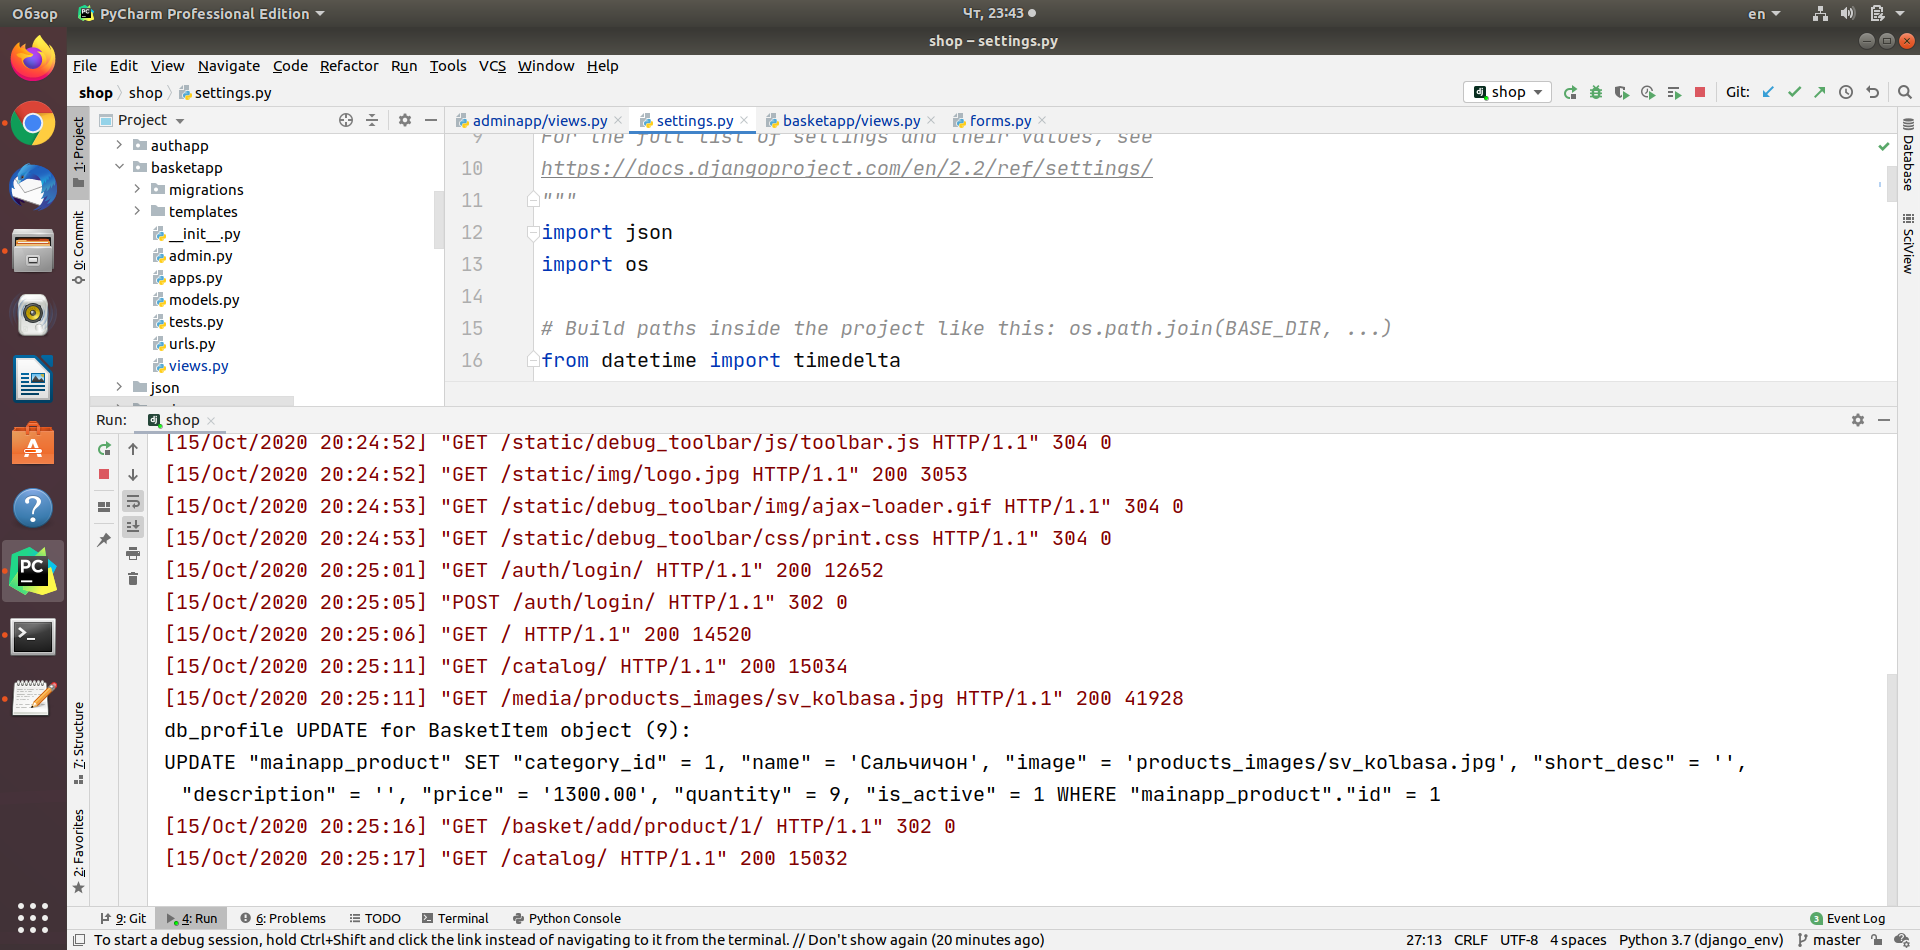 Обзор PyCharm Professional Edition Чт, 23:43 en
shop – settings.py
File Edit View Navigate Code Refactor Run Tools VCS Window Help
shop shop settings.py shop Git:
1: Project
0: Commit
7: Structure
2: Favorites
Project
authapp
basketapp
migrations
templates
__init__.py
admin.py
apps.py
models.py
tests.py
urls.py
views.py
json
adminapp/views.py settings.py basketapp/views.py forms.py
9 For the full list of settings and their values, see
10 https://docs.djangoproject.com/en/2.2/ref/settings/
11 """
12 import json
13 import os
14
15 # Build paths inside the project like this: os.path.join(BASE_DIR, ...)
16 from datetime import timedelta
Database
SciView
Run: shop
[15/Oct/2020 20:24:52] "GET /static/debug_toolbar/js/toolbar.js HTTP/1.1" 304 0
[15/Oct/2020 20:24:52] "GET /static/img/logo.jpg HTTP/1.1" 200 3053
[15/Oct/2020 20:24:53] "GET /static/debug_toolbar/img/ajax-loader.gif HTTP/1.1" 304 0
[15/Oct/2020 20:24:53] "GET /static/debug_toolbar/css/print.css HTTP/1.1" 304 0
[15/Oct/2020 20:25:01] "GET /auth/login/ HTTP/1.1" 200 12652
[15/Oct/2020 20:25:05] "POST /auth/login/ HTTP/1.1" 302 0
[15/Oct/2020 20:25:06] "GET / HTTP/1.1" 200 14520
[15/Oct/2020 20:25:11] "GET /catalog/ HTTP/1.1" 200 15034
[15/Oct/2020 20:25:11] "GET /media/products_images/sv_kolbasa.jpg HTTP/1.1" 200 41928
db_profile UPDATE for BasketItem object (9):
UPDATE "mainapp_product" SET "category_id" = 1, "name" = 'Сальчичон', "image" = 'products_images/sv_kolbasa.jpg', "short_desc" = '',
"description" = '', "price" = '1300.00', "quantity" = 9, "is_active" = 1 WHERE "mainapp_product"."id" = 1
[15/Oct/2020 20:25:16] "GET /basket/add/product/1/ HTTP/1.1" 302 0
[15/Oct/2020 20:25:17] "GET /catalog/ HTTP/1.1" 200 15032
9: Git 4: Run 6: Problems TODO Terminal Python Console 3 Event Log
To start a debug session, hold Ctrl+Shift and click the link instead of navigating to it from the terminal. // Don't show again (20 minutes ago) 27:13 CRLF UTF-8 4 spaces Python 3.7 (django_env) master